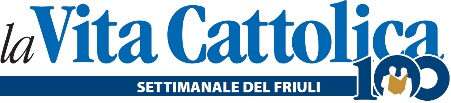 la Vita Cattolica
100
SETTIMANALE DEL FRIULI